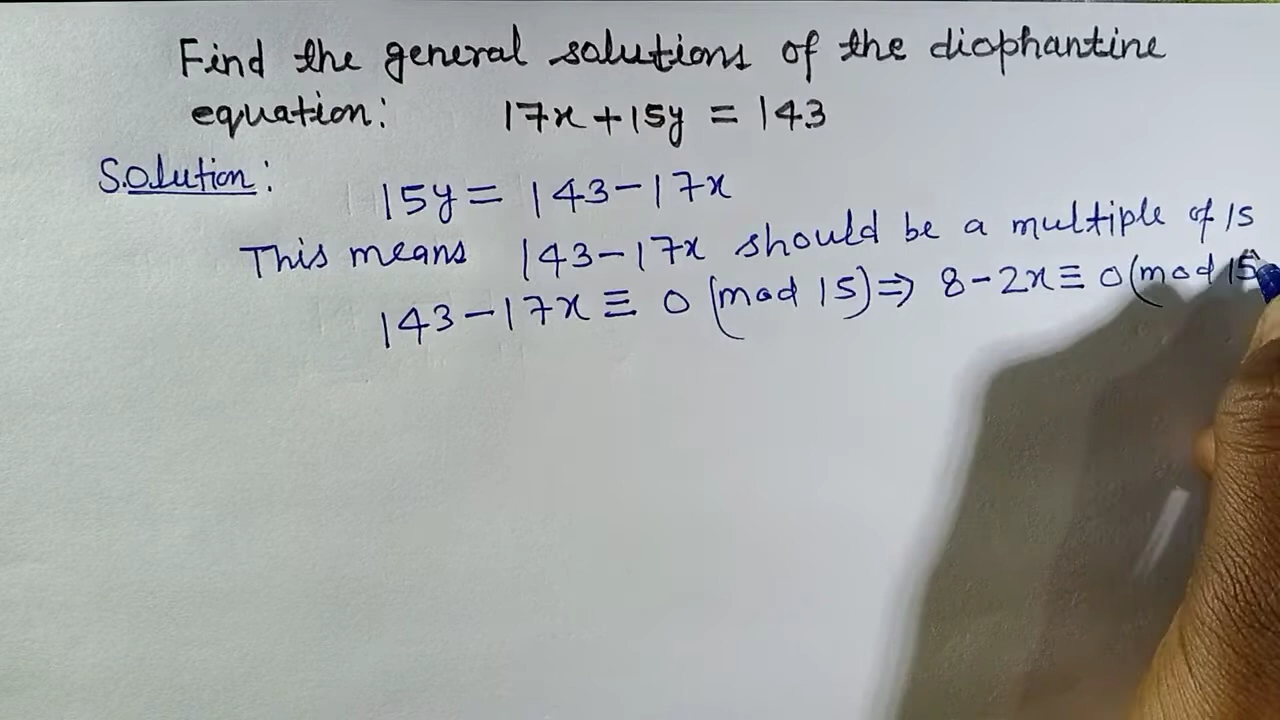 Find the general solutions of the diophantine
equation: 17x + 15y = 143
Solution: 15y = 143 - 17x
This means 143 - 17x should be a multiple of 15
143 - 17x ≡ 0 (mod 15) ⇒ 8 - 2x ≡ 0 (mod 15)